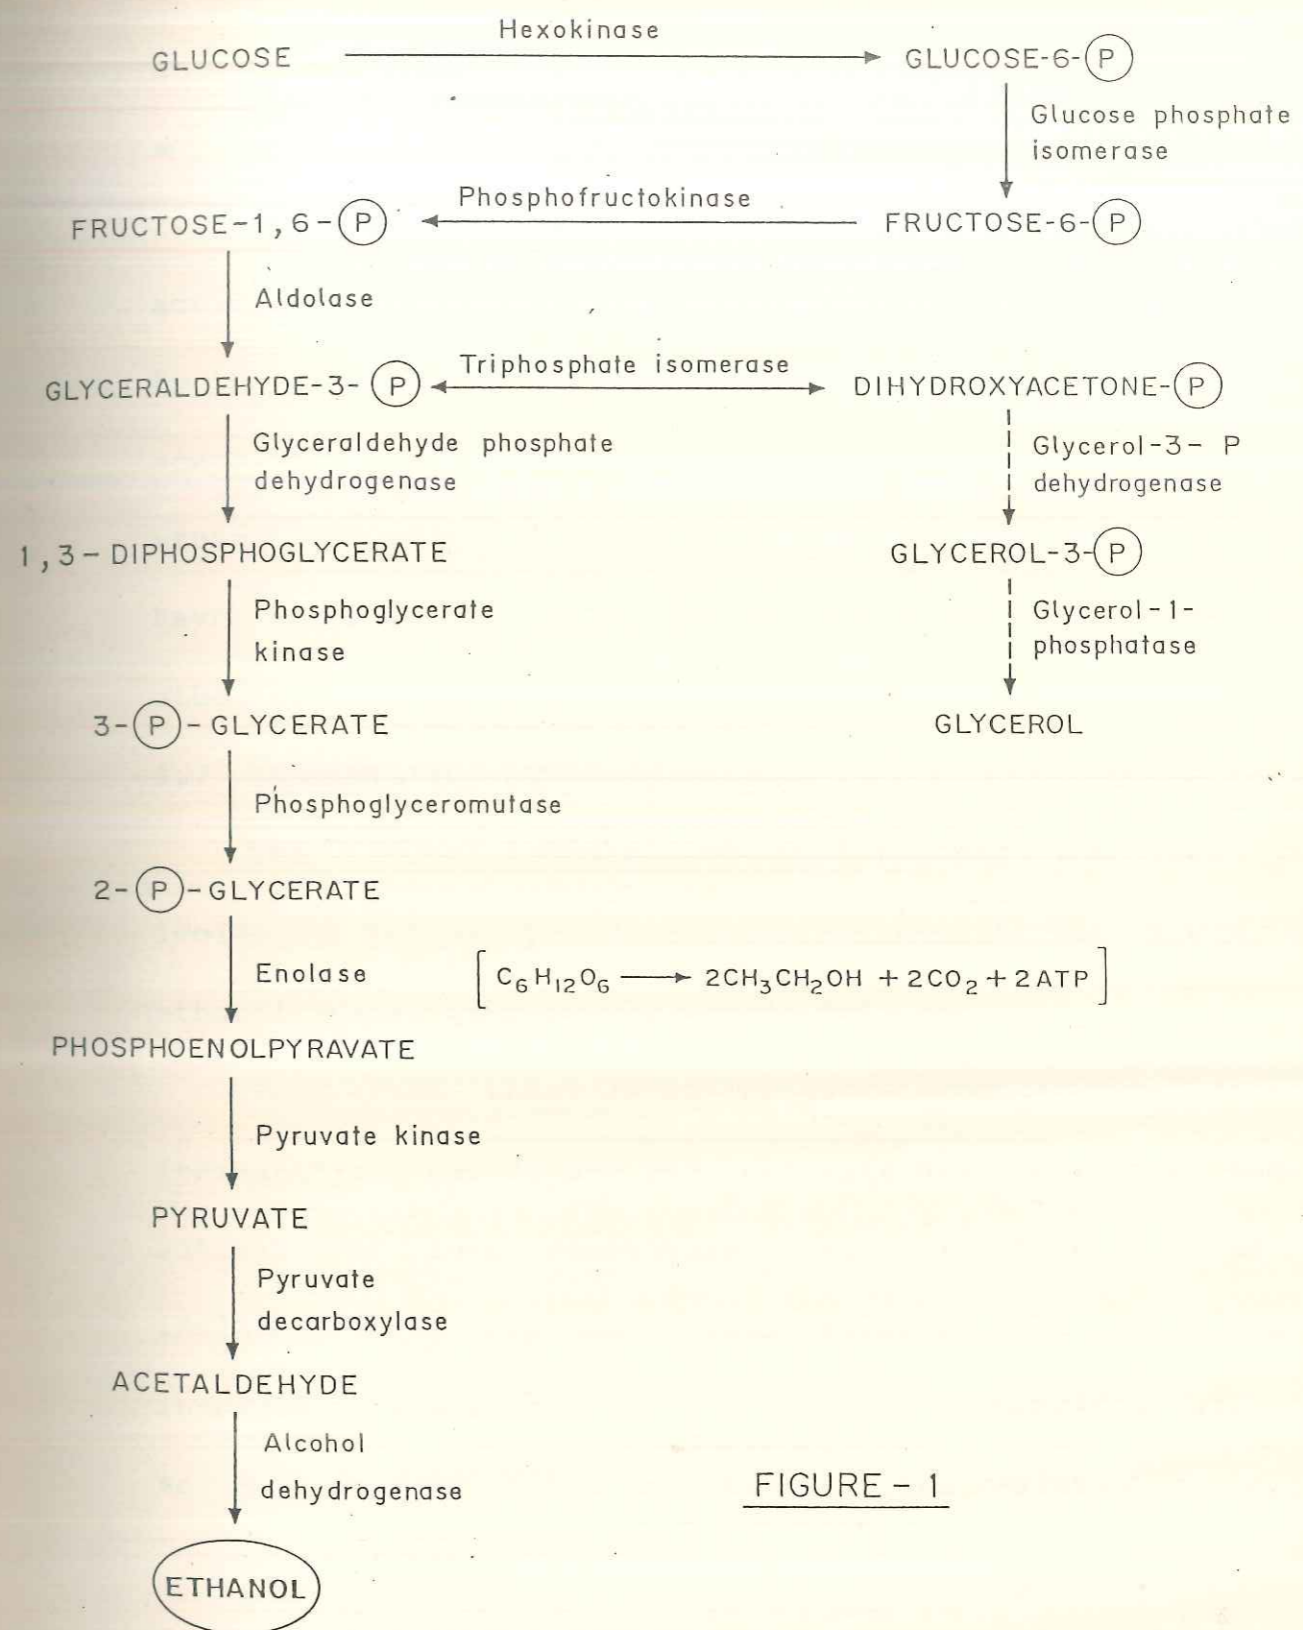 Hexokinase
GLUCOSE
GLUCOSE-6-P
Glucose phosphate
isomerase
Phosphofructokinase
FRUCTOSE-1,6-P
FRUCTOSE-6-P
Aldolase
Triphosphate isomerase
GLYCERALDEHYDE-3-P
DIHYDROXYACETONE-P
Glyceraldehyde phosphate
dehydrogenase
Glycerol-3-P
dehydrogenase
1,3-DIPHOSPHOGLYCERATE
GLYCEROL-3-P
Phosphoglycerate
kinase
Glycerol-1-
phosphatase
3-P-GLYCERATE
GLYCEROL
Phosphoglyceromutase
2-P-GLYCERATE
Enolase
[C₆H₁₂O₆ → 2CH₃CH₂OH + 2CO₂ + 2ATP]
PHOSPHOENOLPYRAVATE
Pyruvate kinase
PYRUVATE
Pyruvate
decarboxylase
ACETALDEHYDE
Alcohol
dehydrogenase
FIGURE-1
ETHANOL